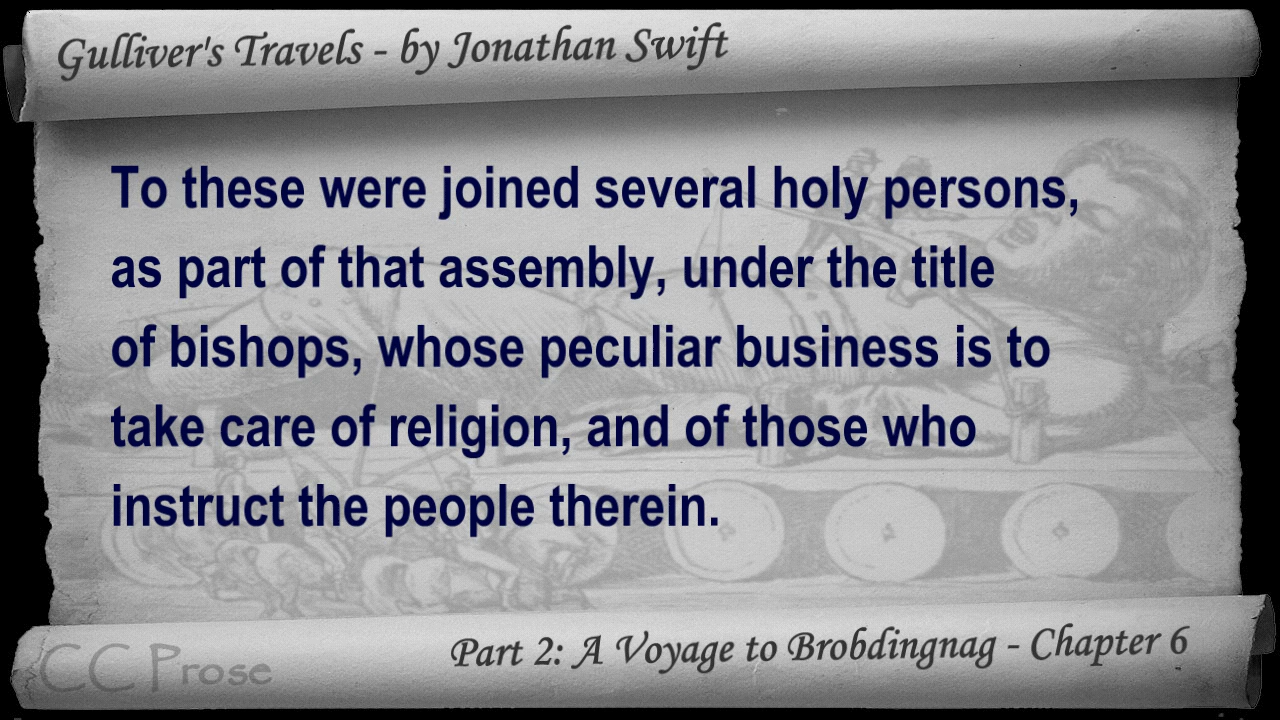 Gulliver's Travels - by Jonathan Swift
To these were joined several holy persons,
as part of that assembly, under the title
of bishops, whose peculiar business is to
take care of religion, and of those who
instruct the people therein.
Part 2: A Voyage to Brobdingnag - Chapter 6
CC Prose